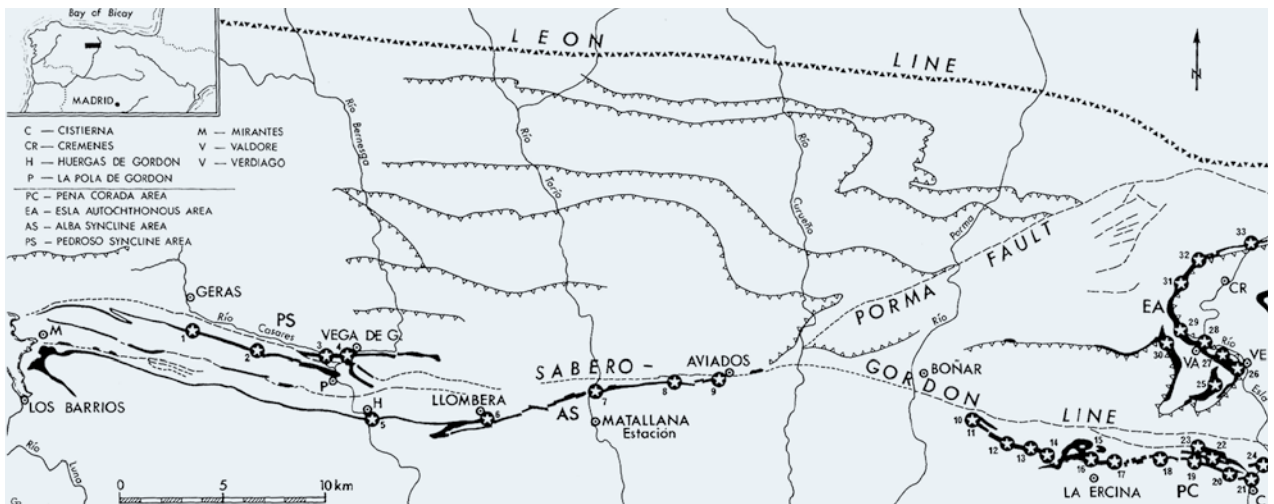 Bay of Bicay
MADRID
C — CISTIERNA
CR — CREMENES
H — HUERGAS DE GORDON
P — LA POLA DE GORDON
M — MIRANTES
V — VALDORE
V — VERDIAGO
PC — PENA CORADA AREA
EA — ESLA AUTOCHTHONOUS AREA
AS — ALBA SYNCLINE AREA
PS — PEDROSO SYNCLINE AREA
LEON LINE
N
Río Bernesga
Río Torío
Río Curueño
Río Porma
PORMA FAULT
GERAS
Río Casares
PS
VEGA DE G.
M
P
H
LOS BARRIOS
Río Luna
LLOMBERA
AS
MATALLANA
Estación
AVIADOS
SABERO — GORDON LINE
BOÑAR
LA ERCINA
PC
EA
CR
VA
VE
Río Esla
C
1
2
3
4
5
6
7
8
9
10
11
12
13
14
15
16
17
18
19
20
21
22
23
24
25
26
27
28
29
30
31
32
33
0 5 10 km